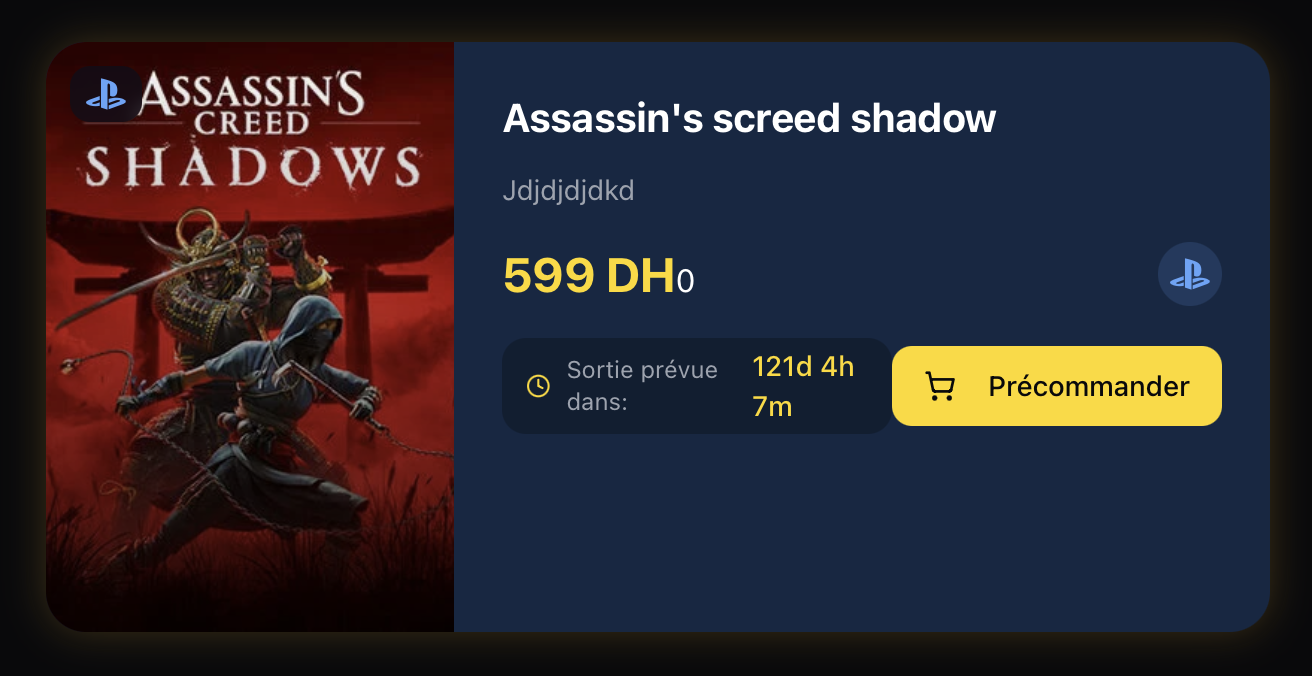 ASSASSIN'S
CREED
SHADOWS
Assassin's screed shadow
Jdjdjdjdkd
599 DH0
Sortie prévue
dans:
121d 4h
7m
Précommander